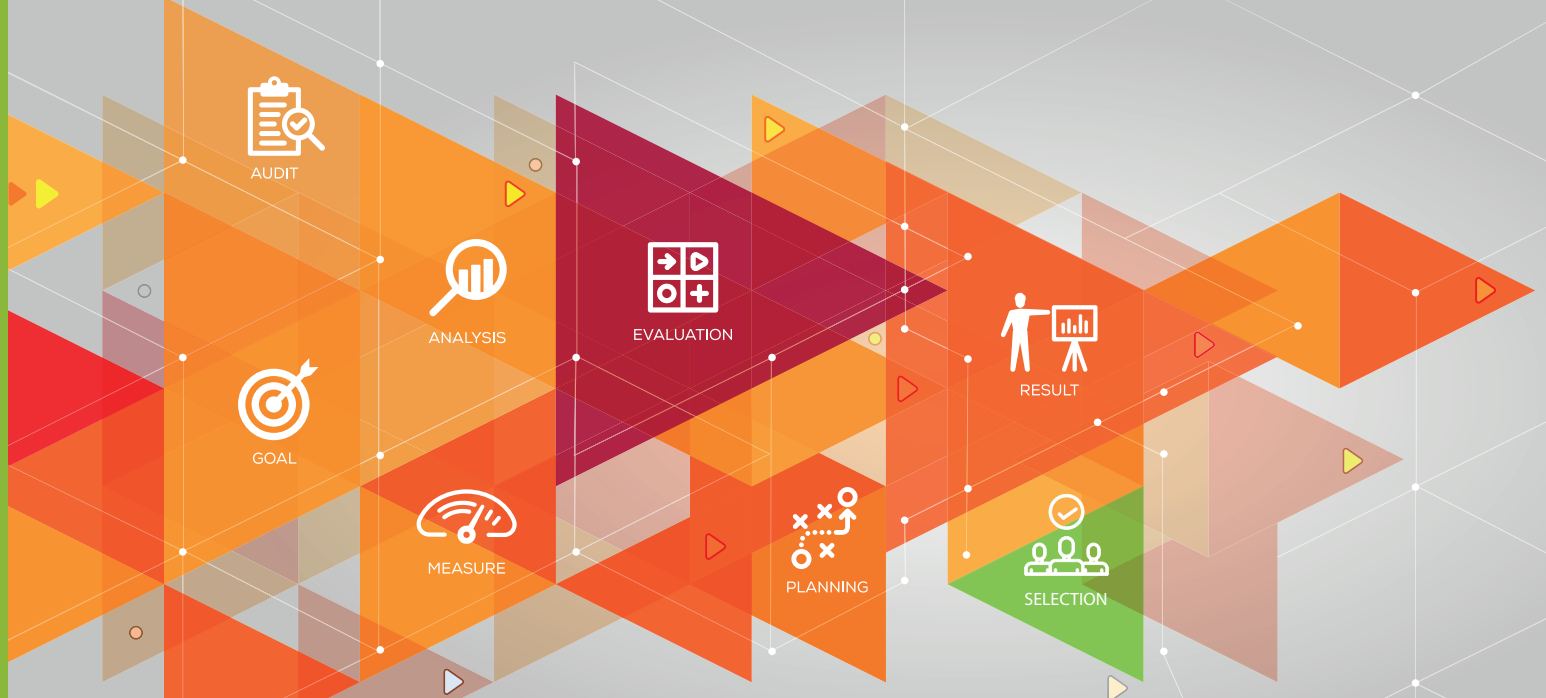 AUDIT
ANALYSIS
EVALUATION
RESULT
GOAL
MEASURE
PLANNING
SELECTION